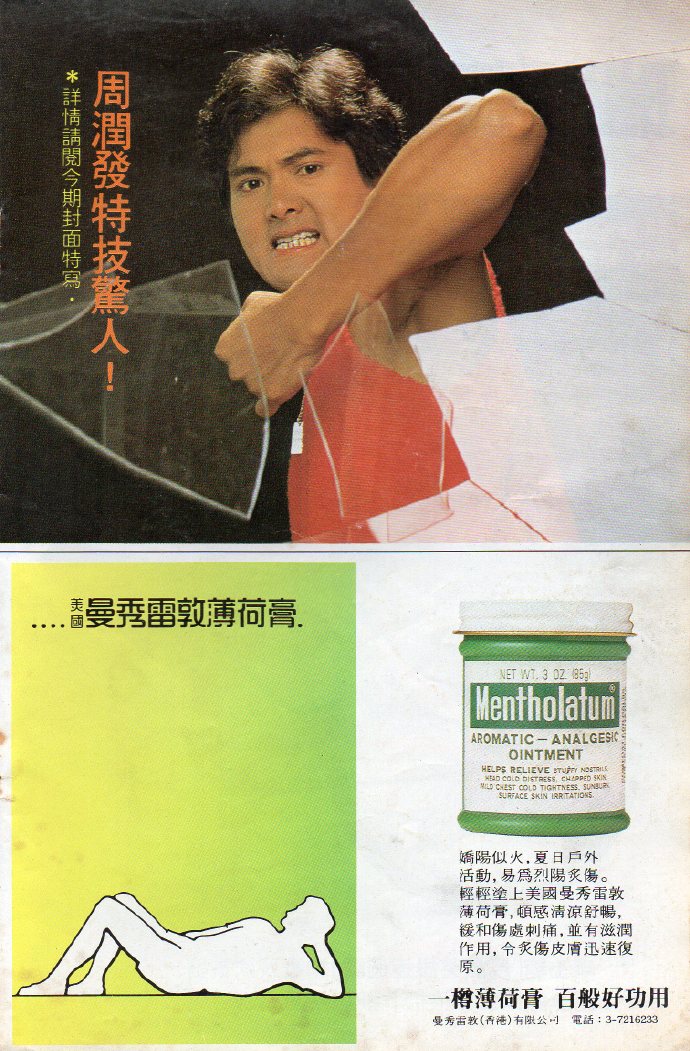 周潤發特技驚人！
＊詳情請閱今期封面特寫．
....美國曼秀雷敦薄荷膏.
NET WT. 3 OZ. (85g)
Mentholatum®
AROMATIC – ANALGESIC
OINTMENT
HELPS RELIEVE STUFFY NOSTRILS,
HEAD COLD DISTRESS, CHAPPED SKIN,
MILD CHEST COLD TIGHTNESS, SUNBURN,
SURFACE SKIN IRRITATIONS.
嬌陽似火，夏日戶外
活動，易為烈陽炙傷。
輕輕塗上美國曼秀雷敦
薄荷膏，頓感清涼舒暢，
緩和傷處刺痛，並有滋潤
作用，令炙傷皮膚迅速復
原。
一樽薄荷膏 百般好功用
曼秀雷敦(香港)有限公司 電話：3-7216233